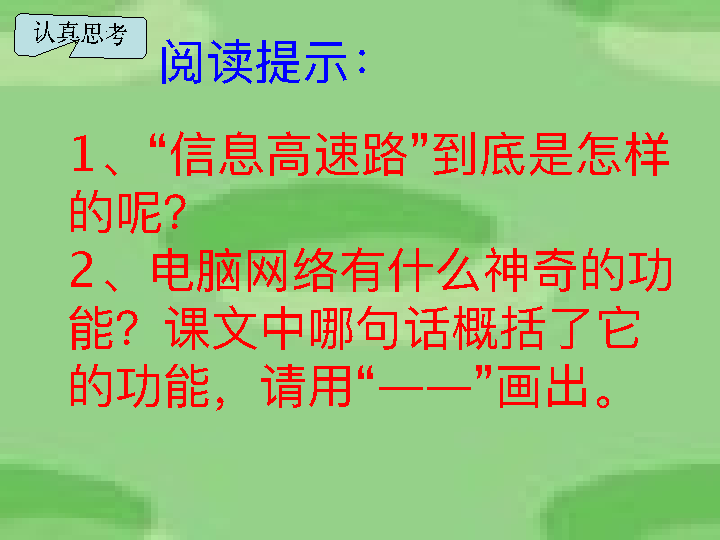 认真思考
阅读提示：
1、“信息高速路”到底是怎样
的呢？
2、电脑网络有什么神奇的功
能？课文中哪句话概括了它
的功能，请用“——”画出。